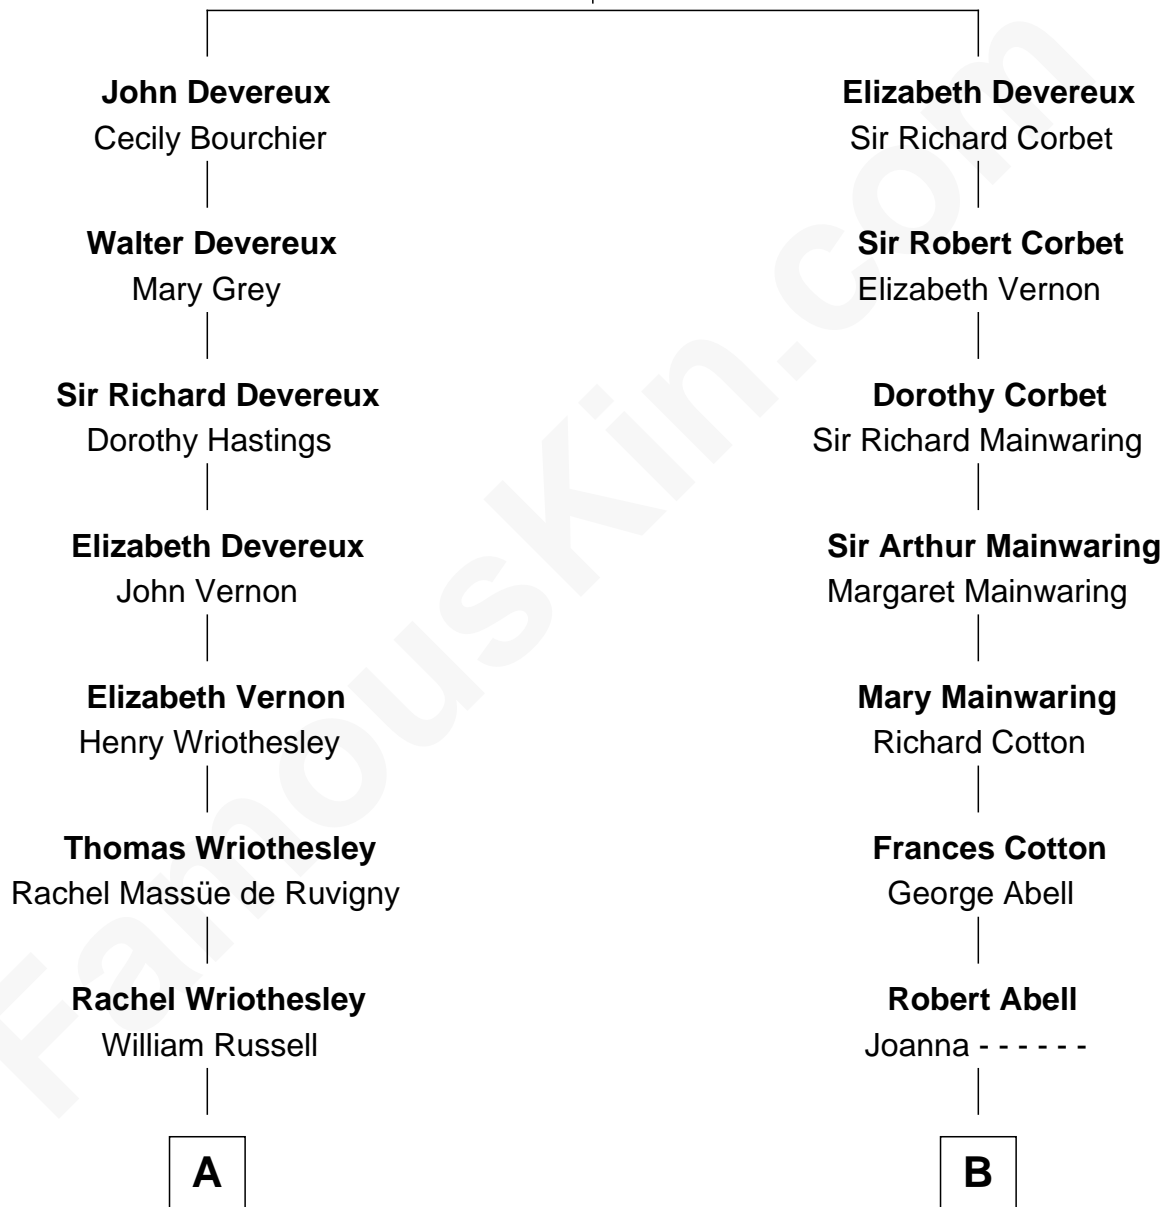 John Devereux
Cecily Bourchier
Elizabeth Devereux
Sir Richard Corbet
Walter Devereux
Mary Grey
Sir Robert Corbet
Elizabeth Vernon
Sir Richard Devereux
Dorothy Hastings
Dorothy Corbet
Sir Richard Mainwaring
Elizabeth Devereux
John Vernon
Sir Arthur Mainwaring
Margaret Mainwaring
Elizabeth Vernon
Henry Wriothesley
Mary Mainwaring
Richard Cotton
Thomas Wriothesley
Rachel Massüe de Ruvigny
Frances Cotton
George Abell
Rachel Wriothesley
William Russell
Robert Abell
Joanna - - - - - -
A
B
FamousKin.com